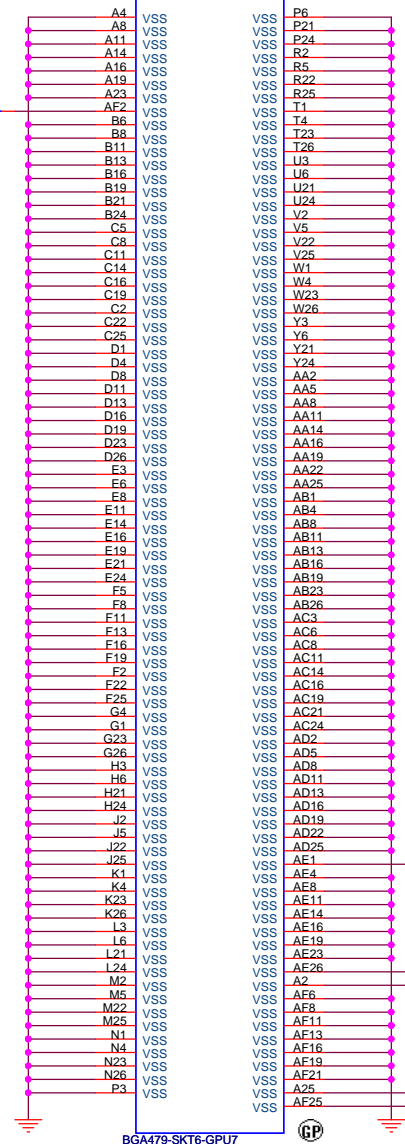 A4 VSS VSS P6
A8 VSS VSS P21
A11 VSS VSS P24
A14 VSS VSS R2
A16 VSS VSS R5
A19 VSS VSS R22
A23 VSS VSS R25
AF2 VSS VSS T1
B6 VSS VSS T4
B8 VSS VSS T23
B11 VSS VSS T26
B13 VSS VSS U3
B16 VSS VSS U6
B19 VSS VSS U21
B21 VSS VSS U24
B24 VSS VSS V2
C5 VSS VSS V5
C8 VSS VSS V22
C11 VSS VSS V25
C14 VSS VSS W1
C16 VSS VSS W4
C19 VSS VSS W23
C2 VSS VSS W26
C22 VSS VSS Y3
C25 VSS VSS Y6
D1 VSS VSS Y21
D4 VSS VSS Y24
D8 VSS VSS AA2
D11 VSS VSS AA5
D13 VSS VSS AA8
D16 VSS VSS AA11
D19 VSS VSS AA14
D23 VSS VSS AA16
D26 VSS VSS AA19
E3 VSS VSS AA22
E6 VSS VSS AA25
E8 VSS VSS AB1
E11 VSS VSS AB4
E14 VSS VSS AB8
E16 VSS VSS AB11
E19 VSS VSS AB13
E21 VSS VSS AB16
E24 VSS VSS AB19
F5 VSS VSS AB23
F8 VSS VSS AB26
F11 VSS VSS AC3
F13 VSS VSS AC6
F16 VSS VSS AC8
F19 VSS VSS AC11
F2 VSS VSS AC14
F22 VSS VSS AC16
F25 VSS VSS AC19
G4 VSS VSS AC21
G1 VSS VSS AC24
G23 VSS VSS AD2
G26 VSS VSS AD5
H3 VSS VSS AD8
H6 VSS VSS AD11
H21 VSS VSS AD13
H24 VSS VSS AD16
J2 VSS VSS AD19
J5 VSS VSS AD22
J22 VSS VSS AD25
J25 VSS VSS AE1
K1 VSS VSS AE4
K4 VSS VSS AE8
K23 VSS VSS AE11
K26 VSS VSS AE14
L3 VSS VSS AE16
L6 VSS VSS AE19
L21 VSS VSS AE23
L24 VSS VSS AE26
M2 VSS VSS A2
M5 VSS VSS AF6
M22 VSS VSS AF8
M25 VSS VSS AF11
N1 VSS VSS AF13
N4 VSS VSS AF16
N23 VSS VSS AF19
N26 VSS VSS AF21
P3 VSS VSS A25
VSS AF25
BGA479-SKT6-GPU7
GP